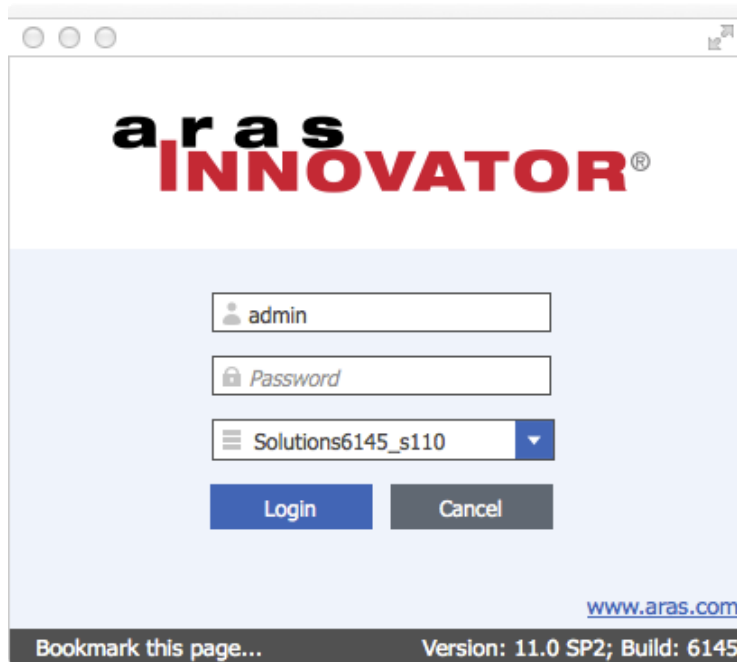 aras
INNOVATOR®
admin
Password
Solutions6145_s110
Login Cancel
www.aras.com
Bookmark this page... Version: 11.0 SP2; Build: 6145